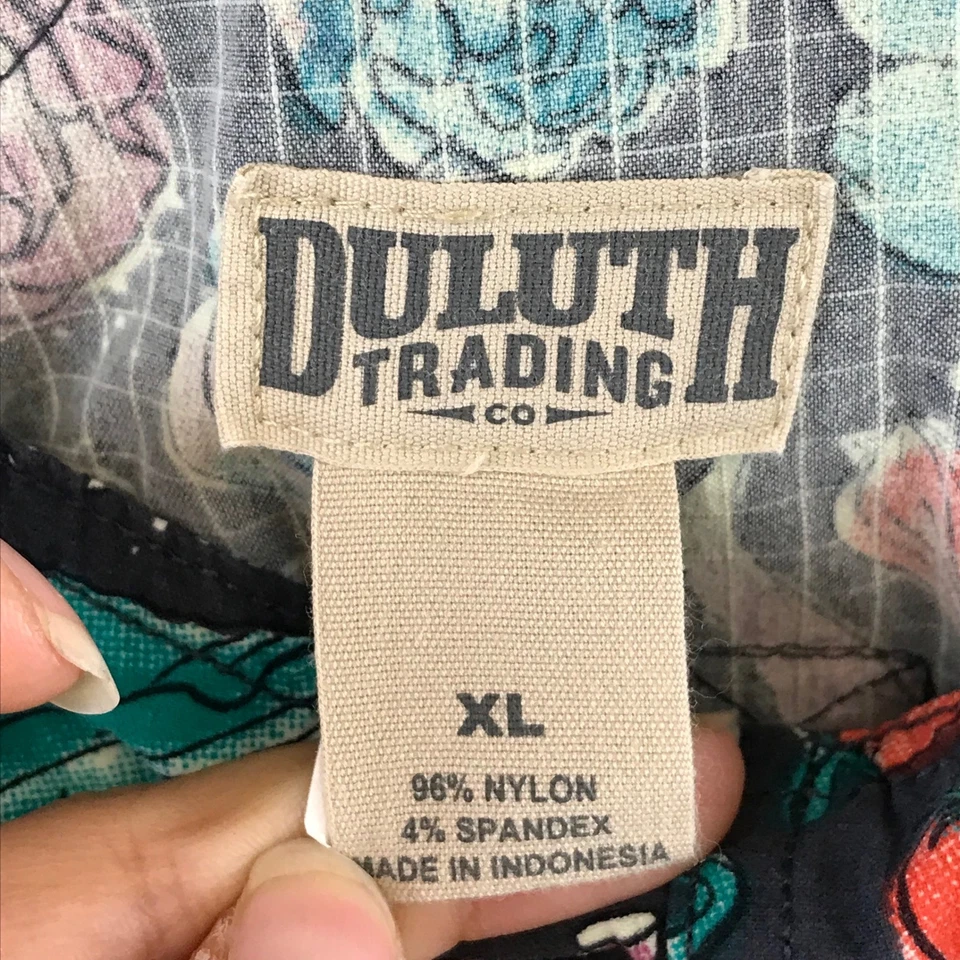 DULUTH
TRADING
CO
XL
96% NYLON
4% SPANDEX
MADE IN INDONESIA